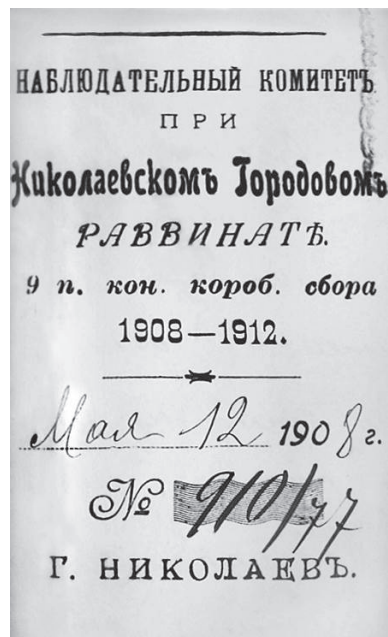 НАБЛЮДАТЕЛЬНЫЙ КОМИТЕТЪ
ПРИ
Николаевскомъ Городовомъ
РАВВИНАТѢ.
9 п. кон. короб. сбора
1908—1912.
Мая 12 1908 г.
№ 910/77
Г. НИКОЛАЕВЪ.